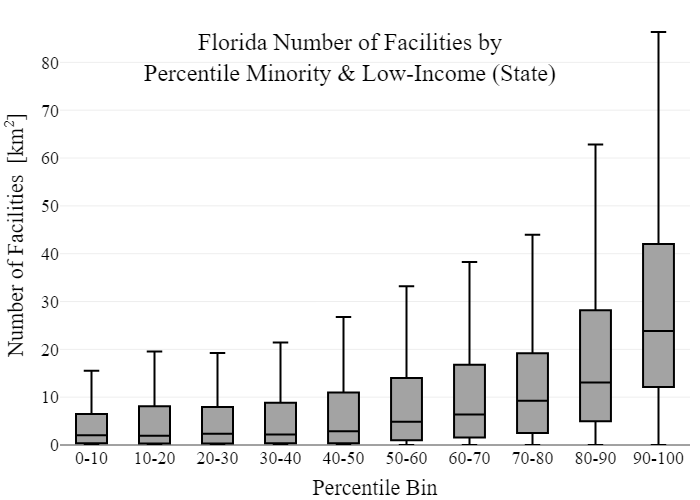 Florida Number of Facilities by
Percentile Minority & Low-Income (State)
Number of Facilities [km²]
80
70
60
50
40
30
20
10
0
0-10 10-20 20-30 30-40 40-50 50-60 60-70 70-80 80-90 90-100
Percentile Bin